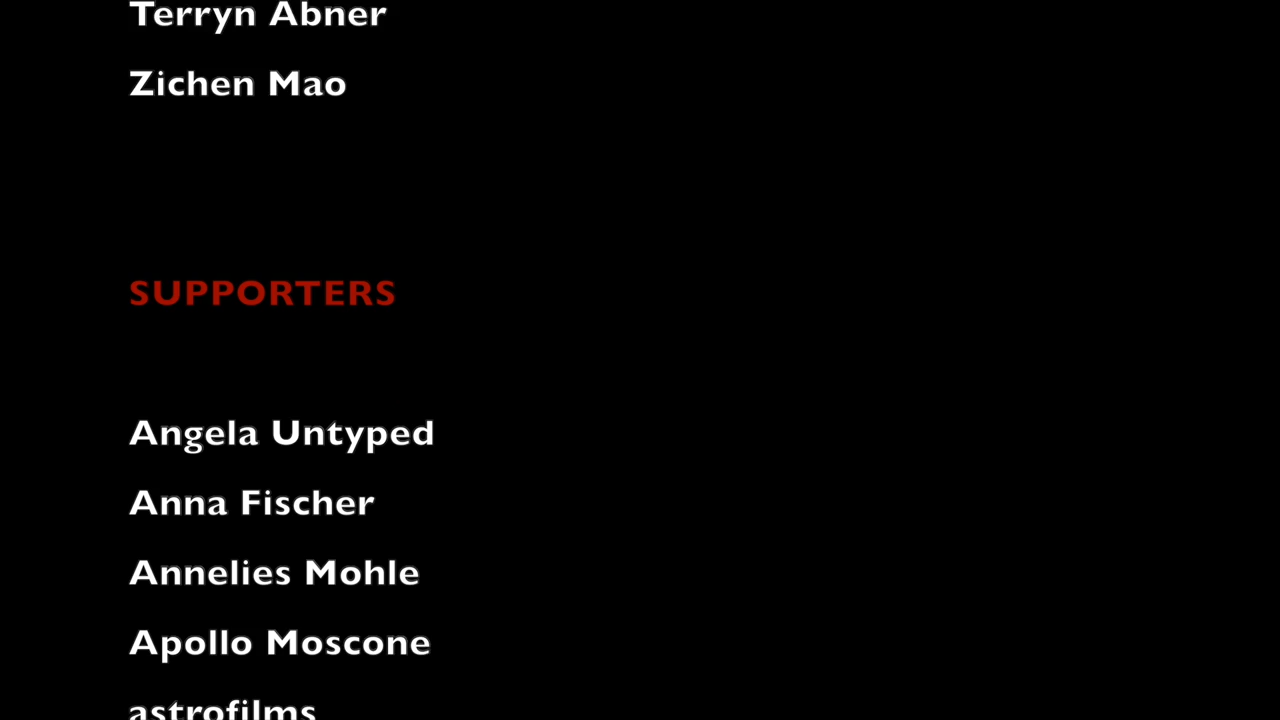 Terryn Abner
Zichen Mao
SUPPORTERS
Angela Untyped
Anna Fischer
Annelies Mohle
Apollo Moscone
astrofilms